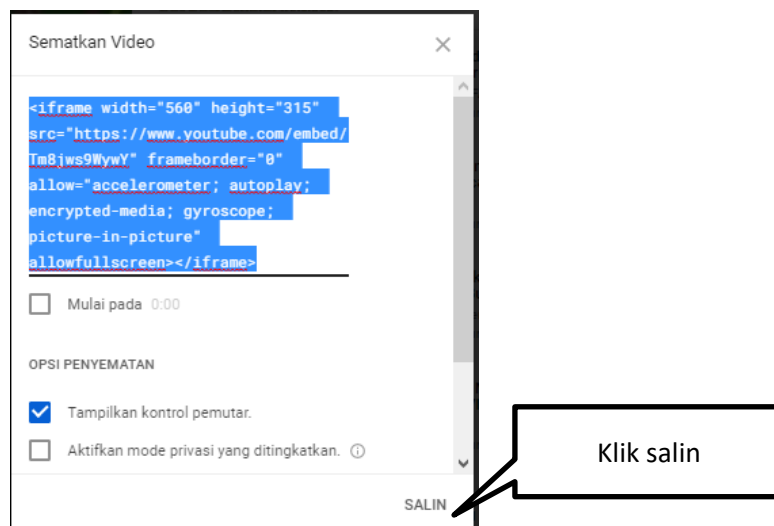 Sematkan Video
<iframe width="560" height="315"
src="https://www.youtube.com/embed/
Tm8jws9WywY" frameborder="0"
allow="accelerometer; autoplay;
encrypted-media; gyroscope;
picture-in-picture"
allowfullscreen></iframe>
Mulai pada 0:00
OPSI PENYEMATAN
Tampilkan kontrol pemutar.
Aktifkan mode privasi yang ditingkatkan.
Klik salin
SALIN